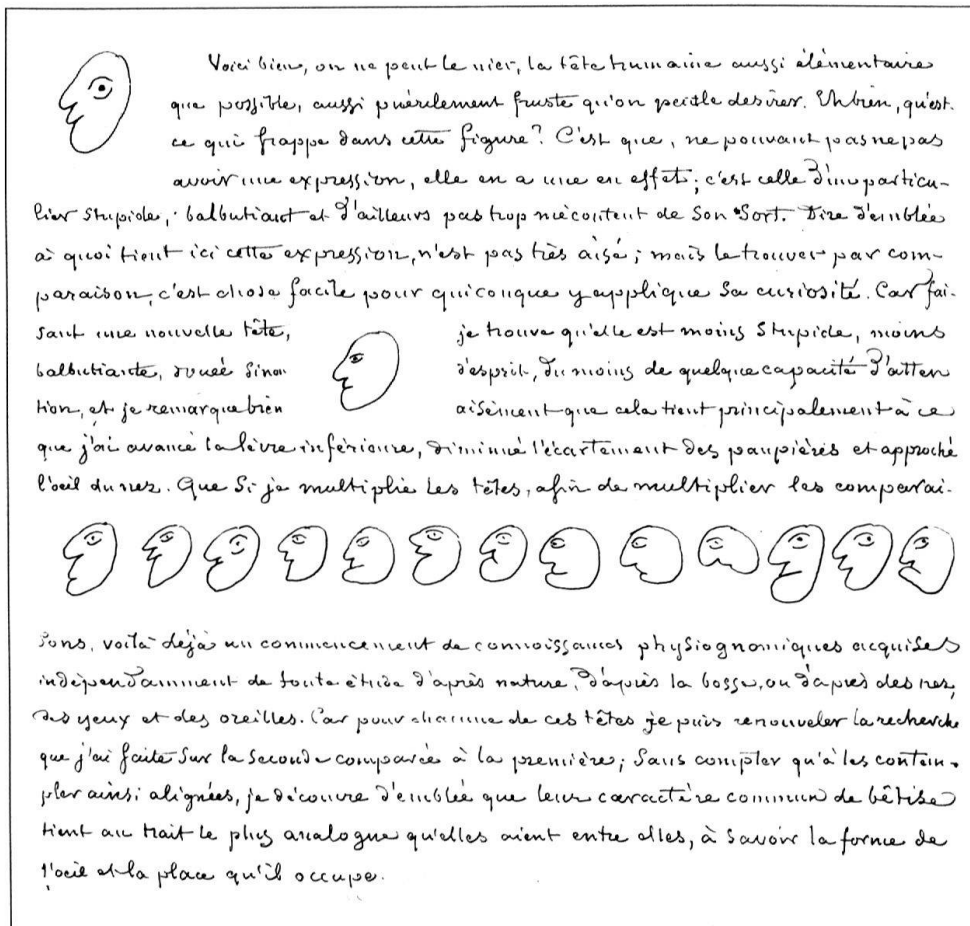 Voici bien, on ne peut le nier, la tête humaine aussi élémentaire
que possible, aussi puérilement fruste qu'on peut le desirer. Eh bien, qu'est-
ce qui frappe dans cette figure? C'est que, ne pouvant pas ne pas
avoir une expression, elle en a une en effet; c'est celle d'un particu-
lier stupide, balbutiant et d'ailleurs pas trop mécontent de son sort. Dire d'emblée
à quoi tient ici cette expression, n'est pas très aisé; mais la trouver par com-
paraison, c'est chose facile pour quiconque y applique sa curiosité. Car fai-
sant une nouvelle tête, je trouve qu'elle est moins stupide, moins
balbutiante, douée sinon d'esprit, du moins de quelque capacité d'atten
tion, et je remarque bien aisément que cela tient principalement à ce
que j'ai avancé la lèvre inférieure, diminué l'écartement des paupières et approché
l'oeil du nez. Que si je multiplie les têtes, afin de multiplier les comparai-
sons, voilà déjà un commencement de connoissances physiognomiques acquises
indépendamment de toute étude d'après nature, d'après la bosse, ou d'après des nez,
des yeux et des oreilles. Car pour chacune de ces têtes je puis renouveler la recherche
que j'ai faite sur la seconde comparée à la première; sans compter qu'à les contem-
pler ainsi alignées, je découvre d'emblée que leur caractère commun de bêtise
tient au trait le plus analogue qu'elles aient entre elles, à savoir la forme de
l'oeil et la place qu'il occupe.